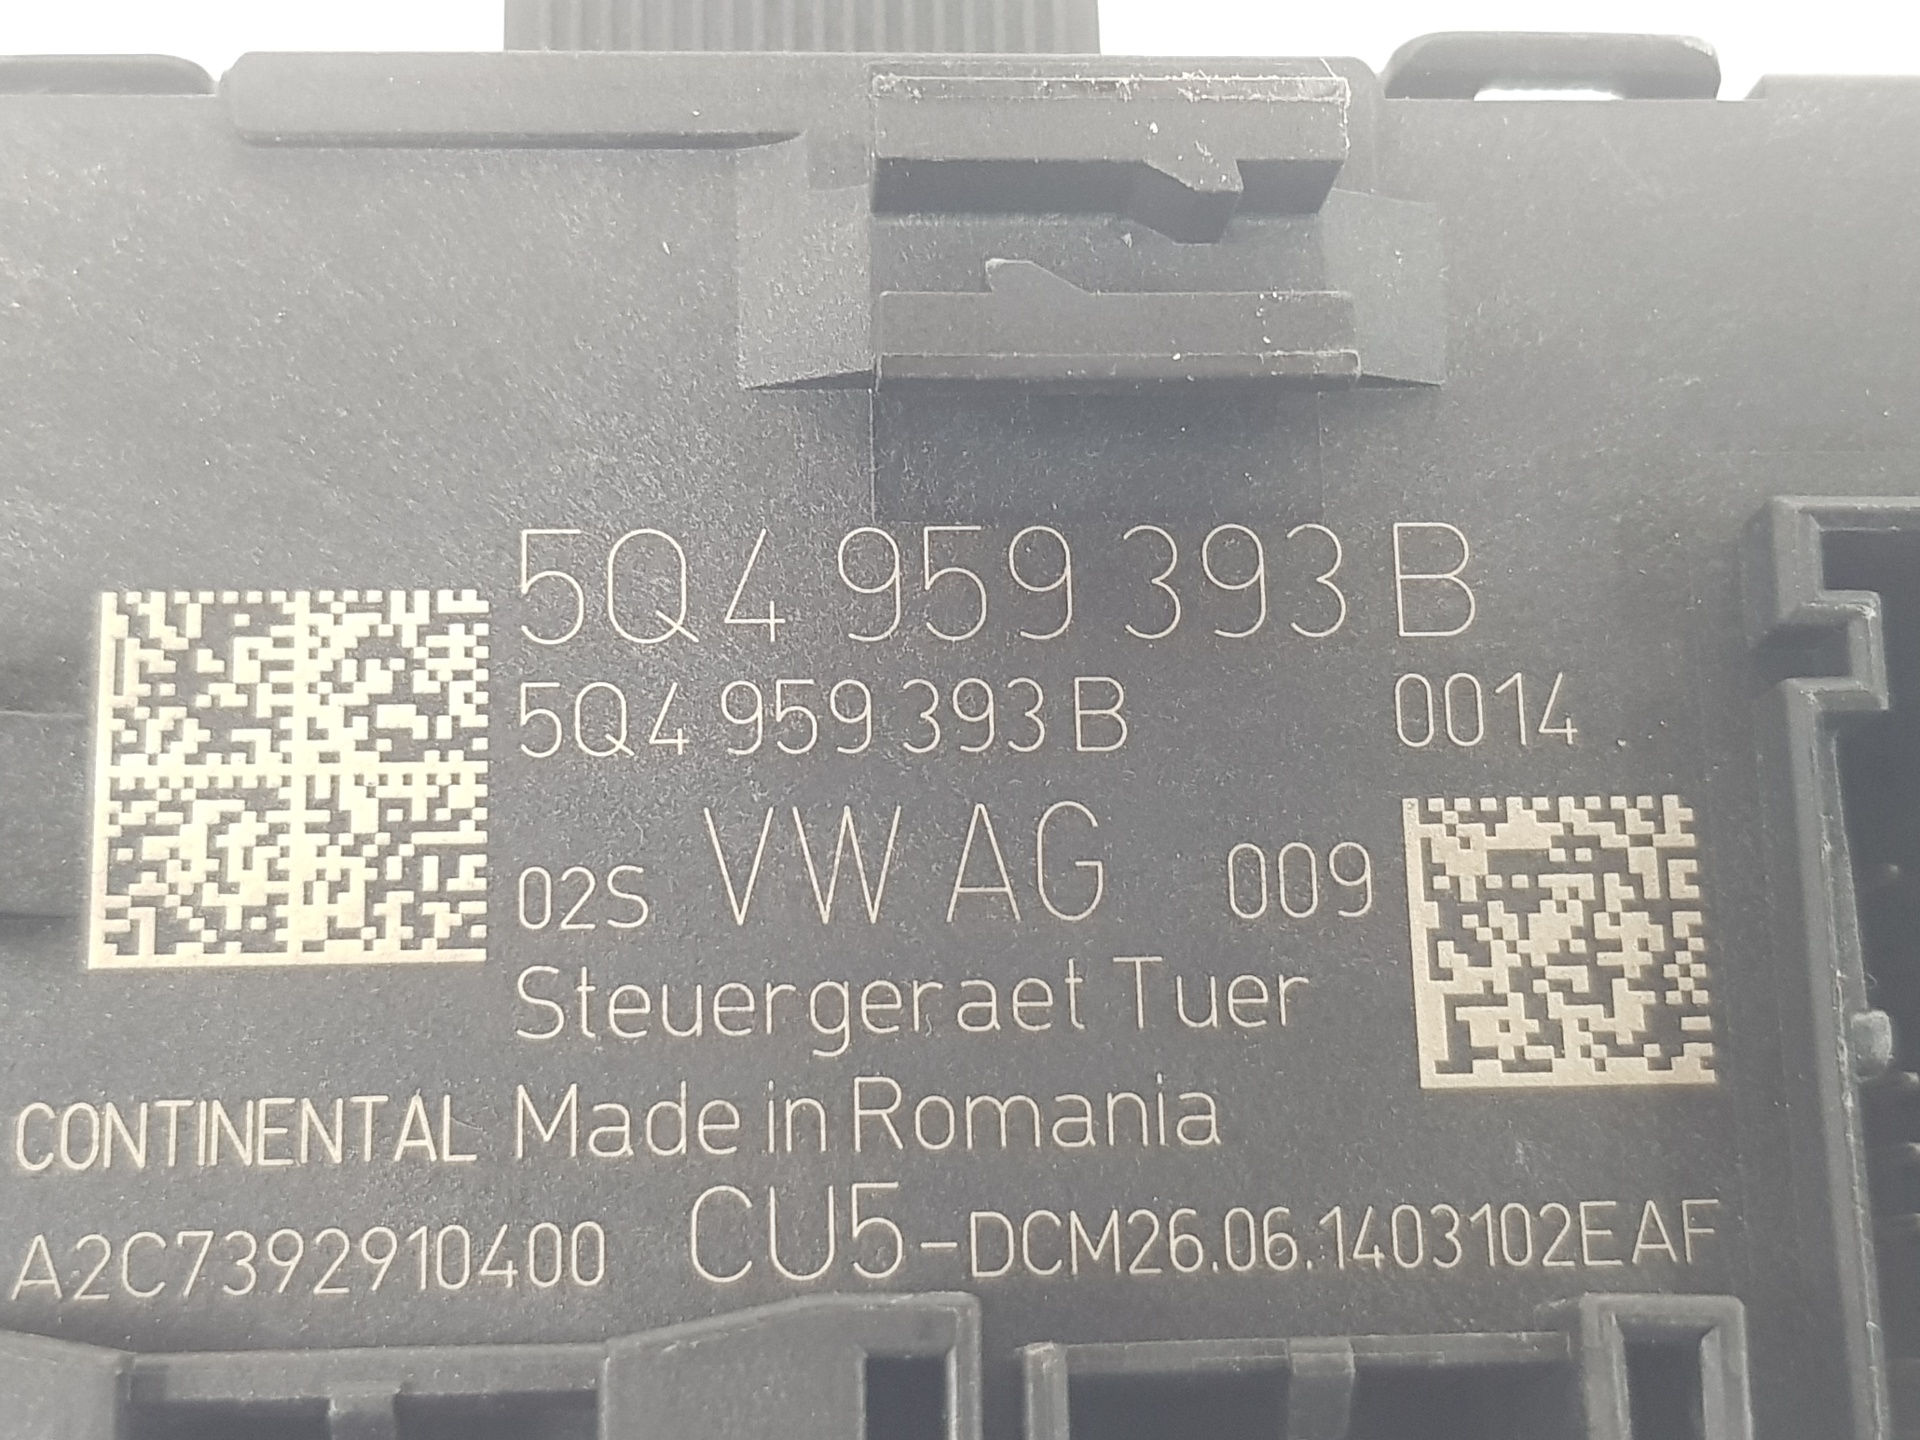 5Q4 959 393 B
5Q4 959 393 B 0014
02S VW AG 009
Steuergeraet Tuer
CONTINENTAL Made in Romania
A2C7392910400 CU5-DCM26.06.1403102EAF